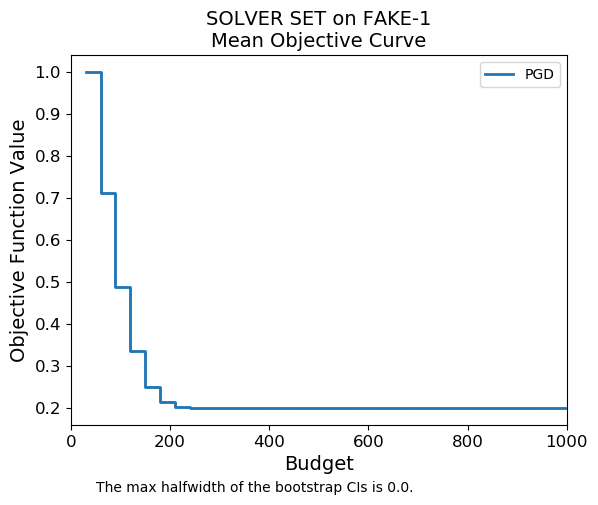 SOLVER SET on FAKE-1
Mean Objective Curve
PGD
Objective Function Value
1.0
0.9
0.8
0.7
0.6
0.5
0.4
0.3
0.2
0 200 400 600 800 1000
Budget
The max halfwidth of the bootstrap CIs is 0.0.